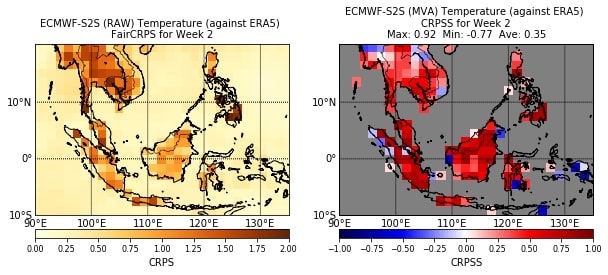 ECMWF-S2S (RAW) Temperature (against ERA5)
FairCRPS for Week 2
10°N
0°
10°S
90°E 100°E 110°E 120°E 130°E
0.00 0.25 0.50 0.75 1.00 1.25 1.50 1.75 2.00
CRPS
ECMWF-S2S (MVA) Temperature (against ERA5)
CRPSS for Week 2
Max: 0.92 Min: -0.77 Ave: 0.35
10°N
0°
10°S
90°E 100°E 110°E 120°E 130°E
−1.00 −0.75 −0.50 −0.25 0.00 0.25 0.50 0.75 1.00
CRPSS